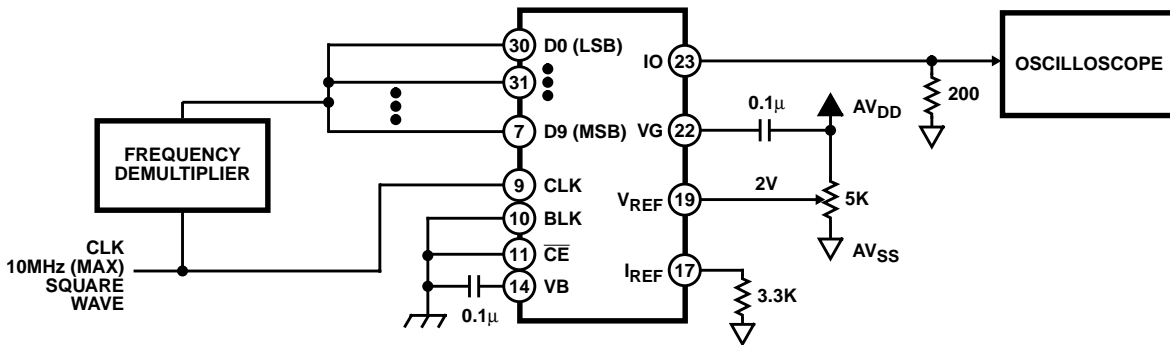 30 D0 (LSB)
31
7 D9 (MSB)
9 CLK
10 BLK
11 C̅E̅
14 VB
0.1µ
FREQUENCY
DEMULTIPLIER
CLK
10MHz (MAX)
SQUARE
WAVE
IO 23
VG 22
VREF 19
IREF 17
0.1µ
AVDD
2V
5K
AVSS
3.3K
200
OSCILLOSCOPE